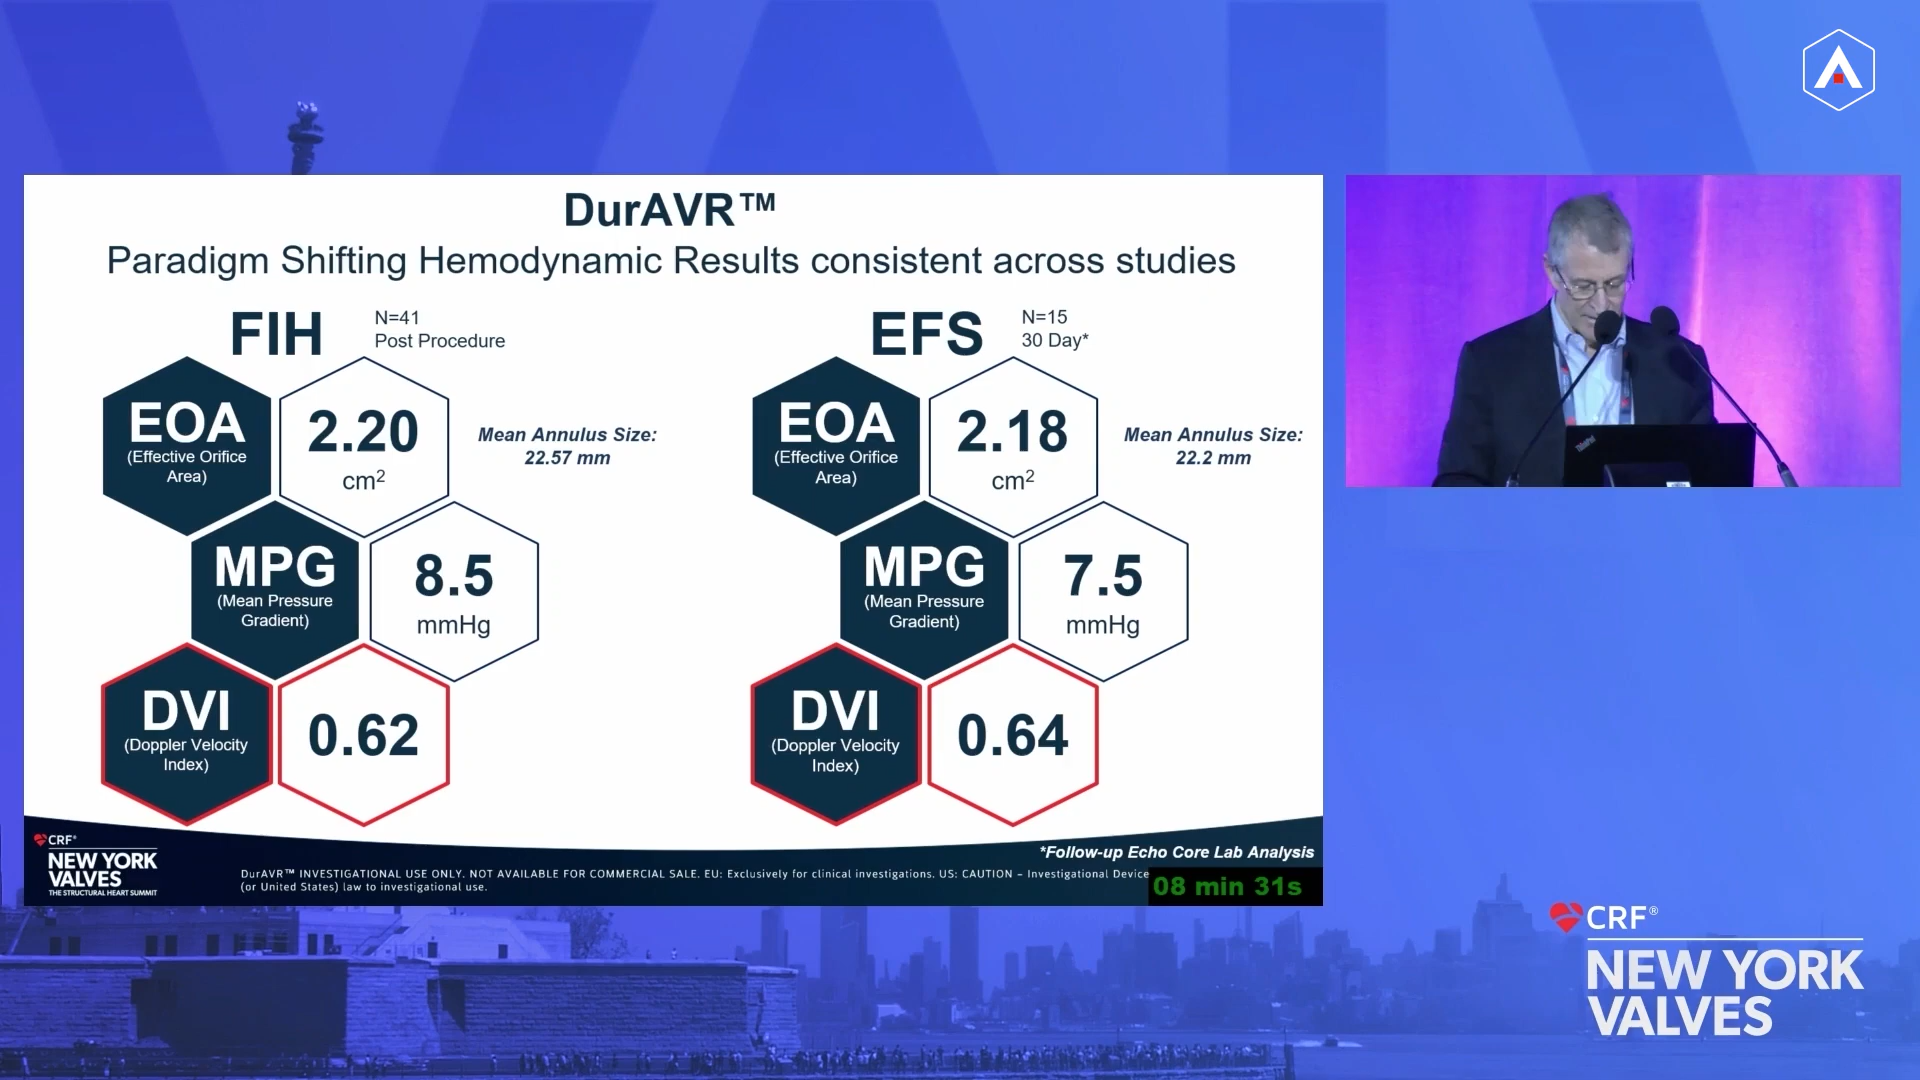 DurAVR™
Paradigm Shifting Hemodynamic Results consistent across studies
FIH
N=41
Post Procedure
EOA
(Effective Orifice
Area)
2.20
cm²
Mean Annulus Size:
22.57 mm
MPG
(Mean Pressure
Gradient)
8.5
mmHg
DVI
(Doppler Velocity
Index)
0.62
EFS
N=15
30 Day*
EOA
(Effective Orifice
Area)
2.18
cm²
Mean Annulus Size:
22.2 mm
MPG
(Mean Pressure
Gradient)
7.5
mmHg
DVI
(Doppler Velocity
Index)
0.64
*Follow-up Echo Core Lab Analysis
CRF®
NEW YORK
VALVES
THE STRUCTURAL HEART SUMMIT
DurAVR™ INVESTIGATIONAL USE ONLY. NOT AVAILABLE FOR COMMERCIAL SALE. EU: Exclusively for clinical investigations. US: CAUTION – Investigational Device
(or United States) law to investigational use.
08 min 31s
ThinkPad
CRF®
NEW YORK
VALVES